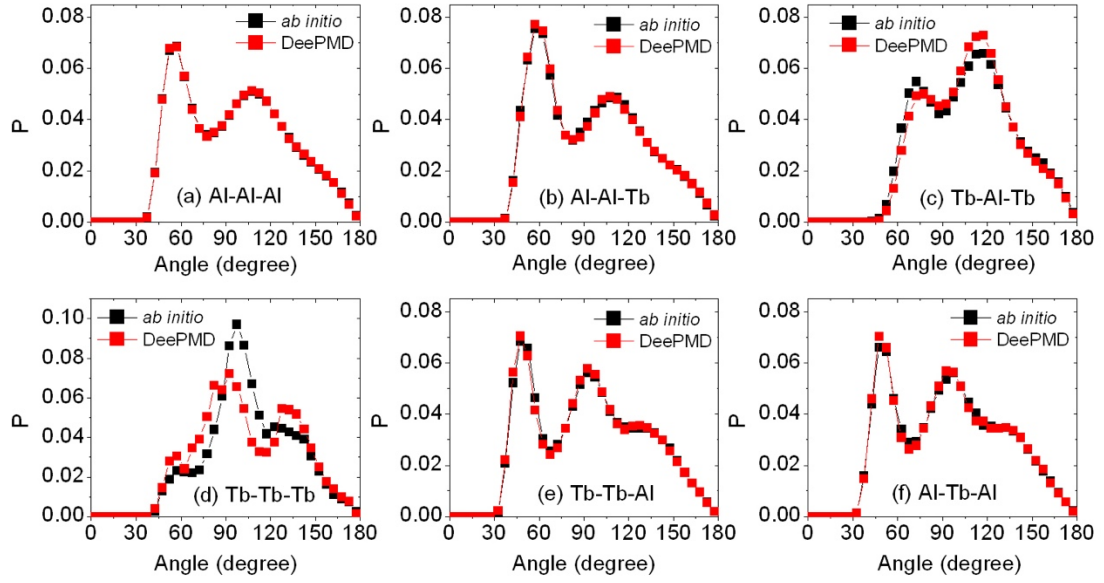 0.08
0.06
0.04
0.02
0.00
P
ab initio
DeePMD
(a) Al-Al-Al
0 30 60 90 120 150 180
Angle (degree)
0.08
0.06
0.04
0.02
0.00
P
ab initio
DeePMD
(b) Al-Al-Tb
0 30 60 90 120 150 180
Angle (degree)
0.08
0.06
0.04
0.02
0.00
P
ab initio
DeePMD
(c) Tb-Al-Tb
0 30 60 90 120 150 180
Angle (degree)
0.10
0.08
0.06
0.04
0.02
0.00
P
ab initio
DeePMD
(d) Tb-Tb-Tb
0 30 60 90 120 150 180
Angle (degree)
0.08
0.06
0.04
0.02
0.00
P
ab initio
DeePMD
(e) Tb-Tb-Al
0 30 60 90 120 150 180
Angle (degree)
0.08
0.06
0.04
0.02
0.00
P
ab initio
DeePMD
(f) Al-Tb-Al
0 30 60 90 120 150 180
Angle (degree)